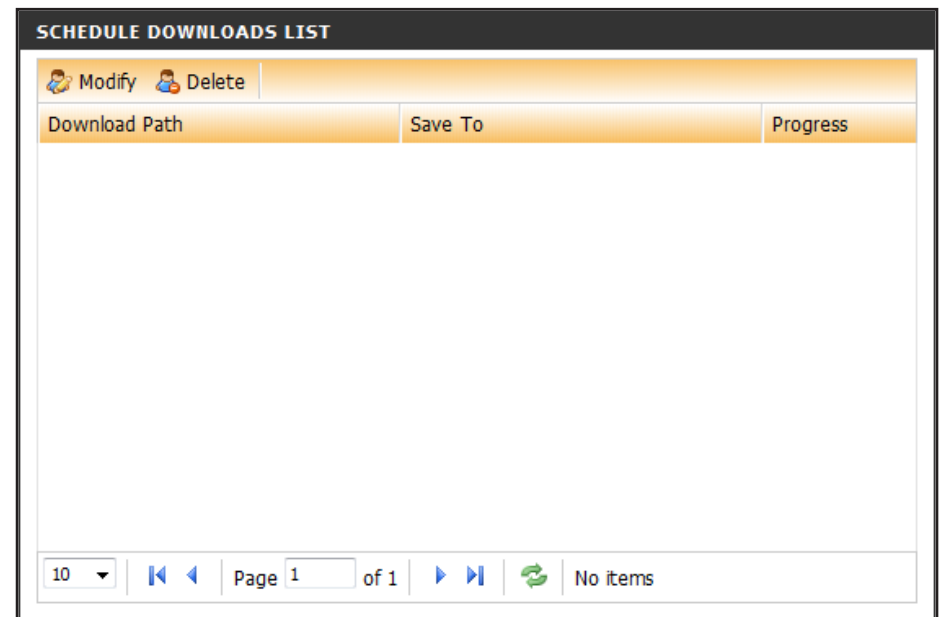 SCHEDULE DOWNLOADS LIST
Modify Delete
Download Path Save To Progress
10 Page 1 of 1 No items